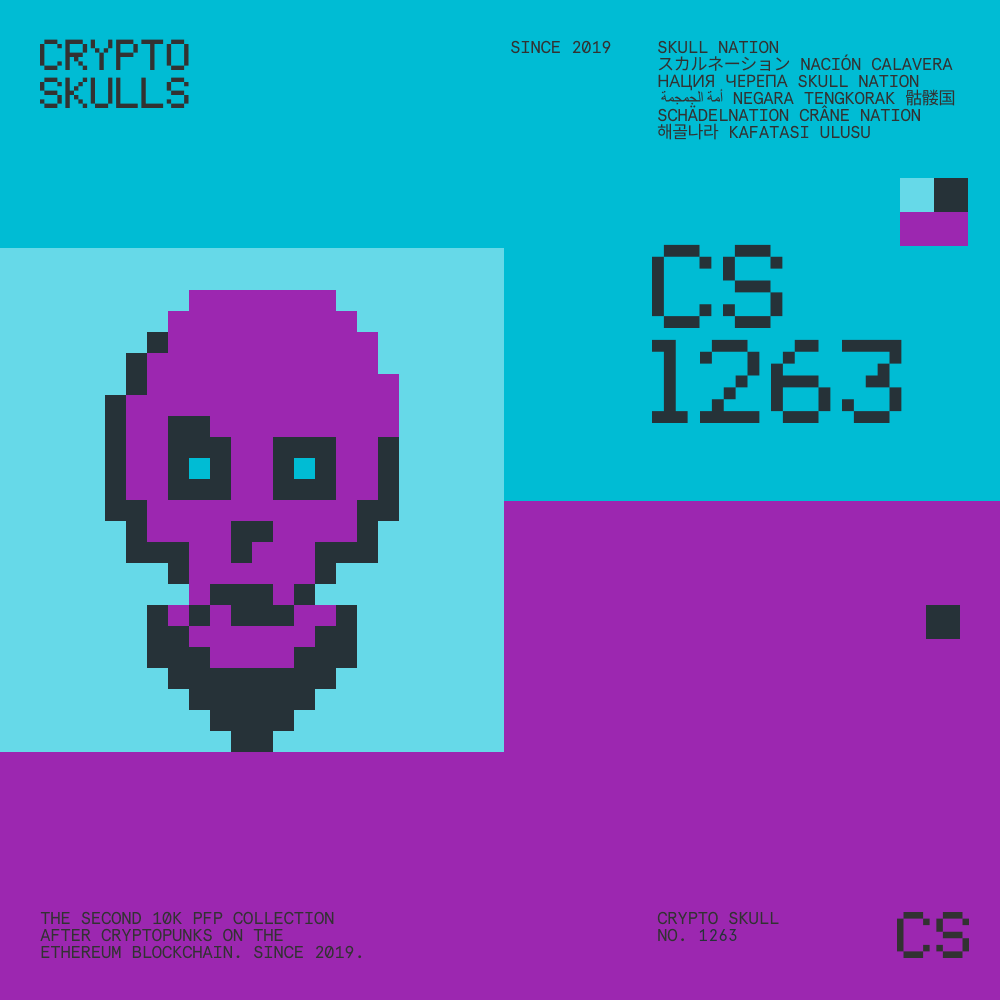 CRYPTO
SKULLS
SINCE 2019
SKULL NATION
スカルネーション NACIÓN CALAVERA
НАЦИЯ ЧЕРЕПА SKULL NATION
أمة الجمجمة NEGARA TENGKORAK 骷髅国
SCHÄDELNATION CRÂNE NATION
해골나라 KAFATASI ULUSU
CS
1263
THE SECOND 10K PFP COLLECTION
AFTER CRYPTOPUNKS ON THE
ETHEREUM BLOCKCHAIN. SINCE 2019.
CRYPTO SKULL
NO. 1263
CS